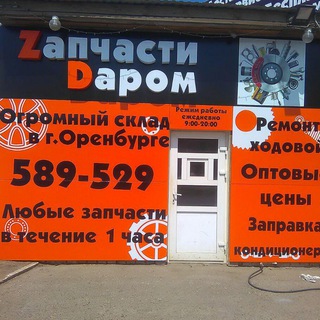 Zапчасти
Dаром
Режим работы
ежедневно
9:00-20:00
Огромный склад
в г.Оренбурге
589-529
Любые запчасти
в течение 1 часа
Ремонт
ходовой
Оптовые
цены
Заправка
кондиционер